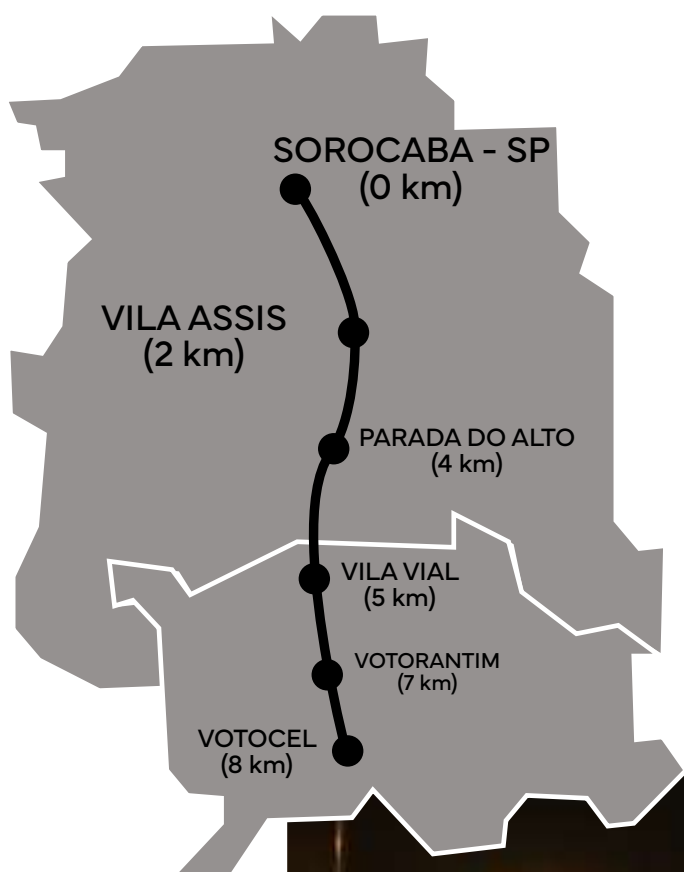 SOROCABA - SP
(0 km)
VILA ASSIS
(2 km)
PARADA DO ALTO
(4 km)
VILA VIAL
(5 km)
VOTORANTIM
(7 km)
VOTOCEL
(8 km)